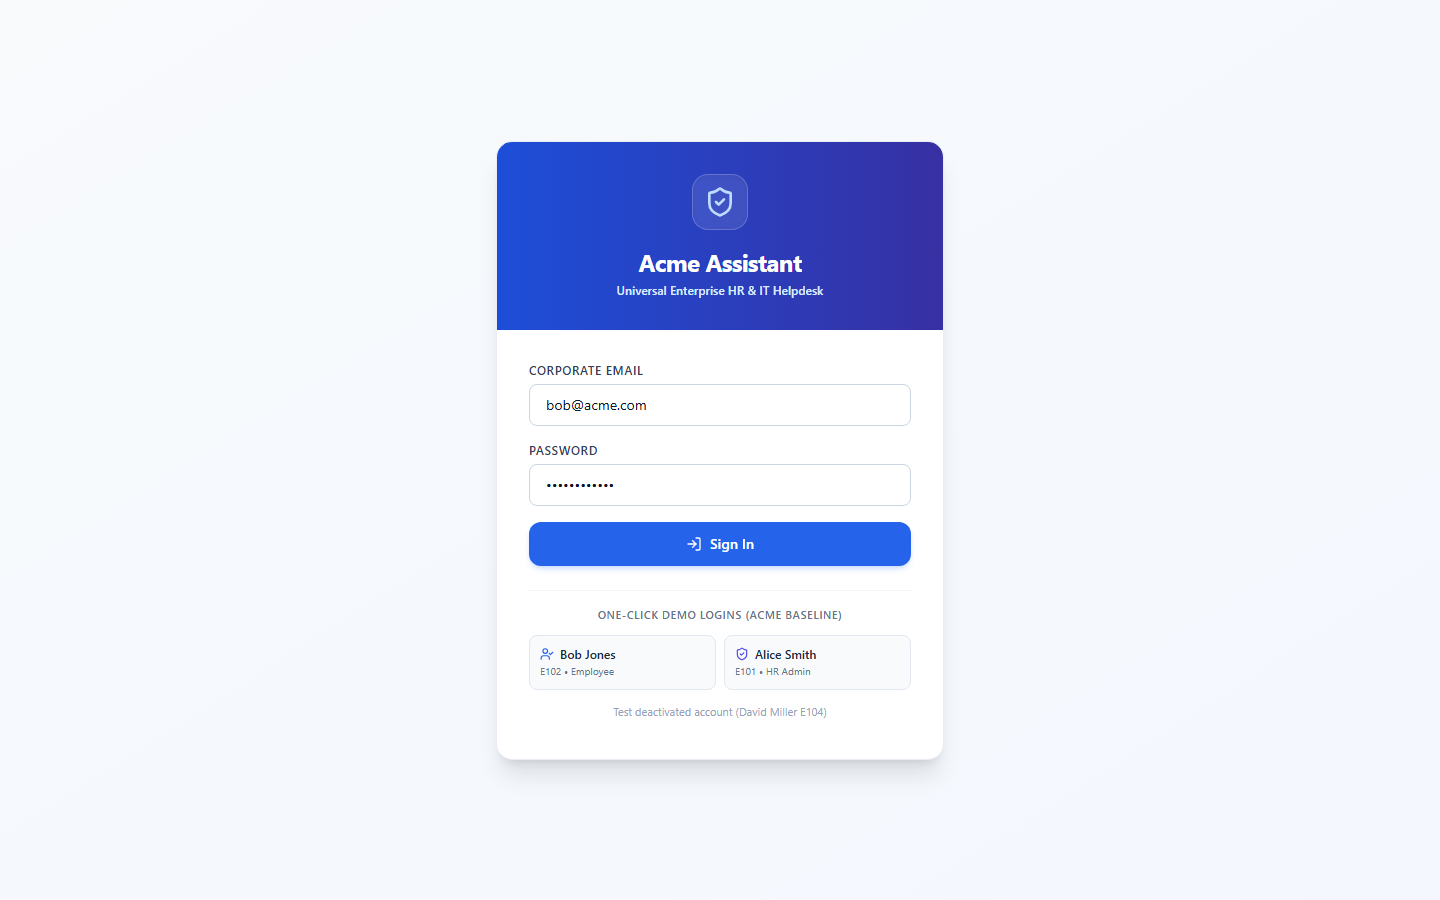 Acme Assistant
Universal Enterprise HR & IT Helpdesk
CORPORATE EMAIL
bob@acme.com
PASSWORD
••••••••••••
Sign In
ONE-CLICK DEMO LOGINS (ACME BASELINE)
Bob Jones
E102 • Employee
Alice Smith
E101 • HR Admin
Test deactivated account (David Miller E104)